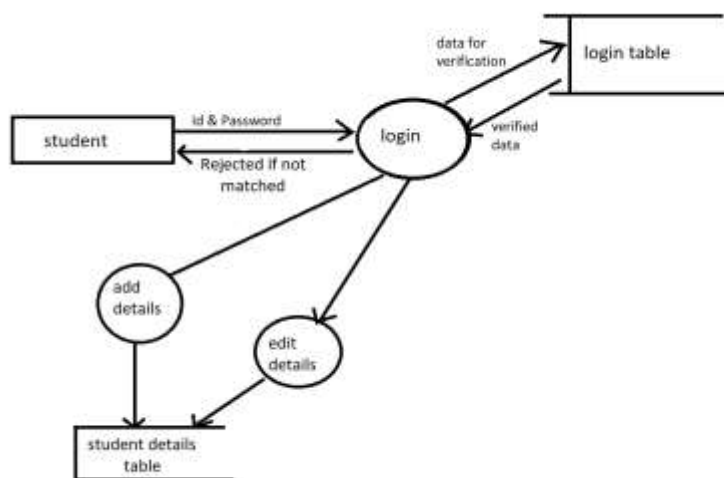 data for
verification
login table
Id & Password
student
login
verified
data
Rejected If not
matched
add
details
edit
details
student details
table